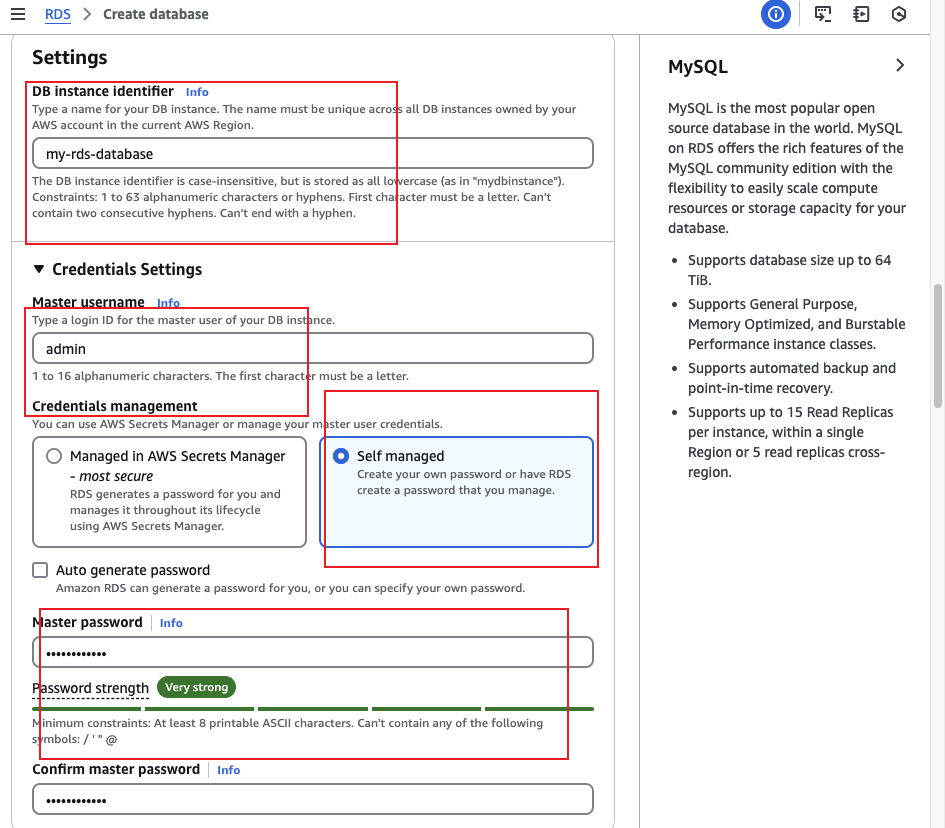 RDS > Create database
Settings
DB instance identifier Info
Type a name for your DB instance. The name must be unique across all DB instances owned by your
AWS account in the current AWS Region.
my-rds-database
The DB instance identifier is case-insensitive, but is stored as all lowercase (as in "mydbinstance").
Constraints: 1 to 63 alphanumeric characters or hyphens. First character must be a letter. Can't
contain two consecutive hyphens. Can't end with a hyphen.
Credentials Settings
Master username Info
Type a login ID for the master user of your DB instance.
admin
1 to 16 alphanumeric characters. The first character must be a letter.
Credentials management
You can use AWS Secrets Manager or manage your master user credentials.
Managed in AWS Secrets Manager
- most secure
RDS generates a password for you and
manages it throughout its lifecycle
using AWS Secrets Manager.
Self managed
Create your own password or have RDS
create a password that you manage.
Auto generate password
Amazon RDS can generate a password for you, or you can specify your own password.
Master password Info
••••••••••••
Password strength Very strong
Minimum constraints: At least 8 printable ASCII characters. Can't contain any of the following
symbols: / ' " @
Confirm master password Info
••••••••••••
MySQL
MySQL is the most popular open
source database in the world. MySQL
on RDS offers the rich features of the
MySQL community edition with the
flexibility to easily scale compute
resources or storage capacity for your
database.
• Supports database size up to 64
TiB.
• Supports General Purpose,
Memory Optimized, and Burstable
Performance instance classes.
• Supports automated backup and
point-in-time recovery.
• Supports up to 15 Read Replicas
per instance, within a single
Region or 5 read replicas cross-
region.